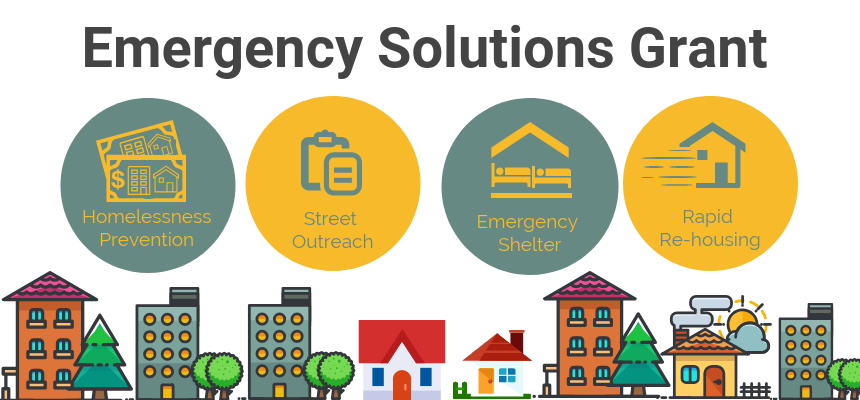 Emergency Solutions Grant
$
Homelessness
Prevention
Street
Outreach
Emergency
Shelter
Rapid
Re-housing